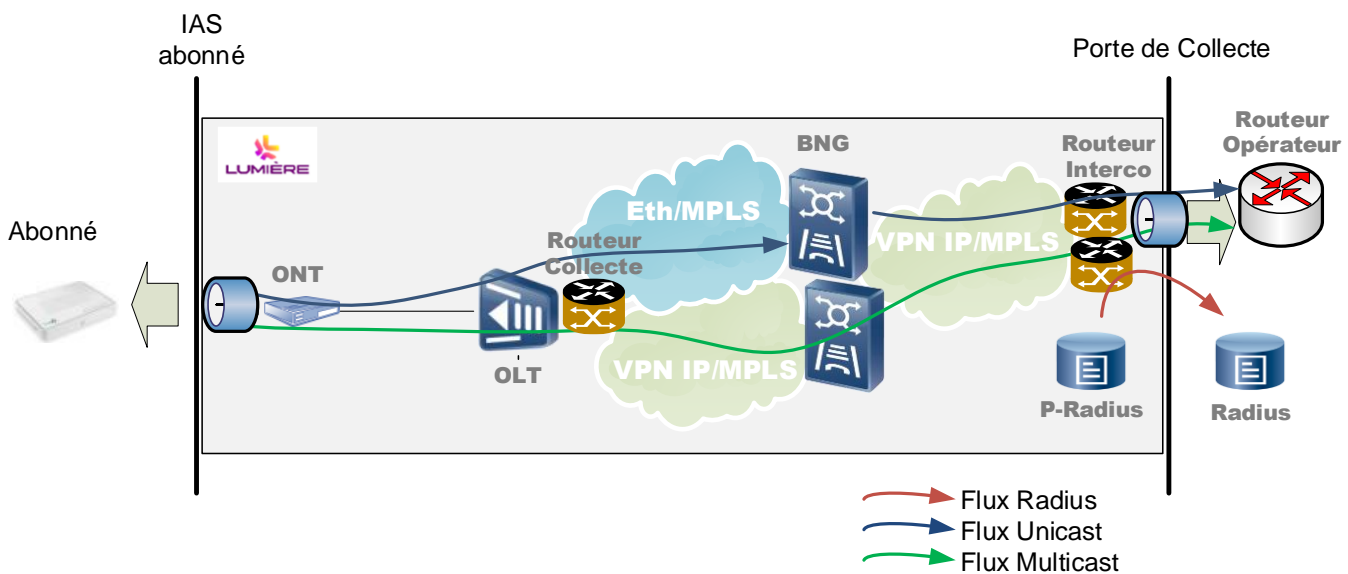 IAS
abonné
Porte de Collecte
LUMIÈRE
BNG
Routeur
Interco
Routeur
Opérateur
Eth/MPLS
VPN IP/MPLS
Routeur
Collecte
Abonné
ONT
OLT
VPN IP/MPLS
P-Radius
Radius
Flux Radius
Flux Unicast
Flux Multicast